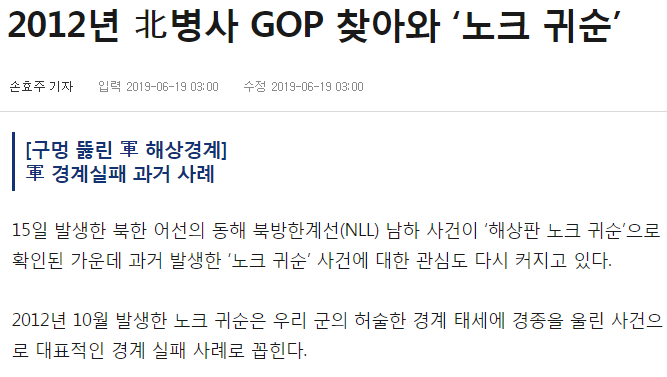 2012년 北병사 GOP 찾아와 ‘노크 귀순’
손효주 기자 입력 2019-06-19 03:00 수정 2019-06-19 03:00
[구멍 뚫린 軍 해상경계]
軍 경계실패 과거 사례
15일 발생한 북한 어선의 동해 북방한계선(NLL) 남하 사건이 ‘해상판 노크 귀순’으로
확인된 가운데 과거 발생한 ‘노크 귀순’ 사건에 대한 관심도 다시 커지고 있다.
2012년 10월 발생한 노크 귀순은 우리 군의 허술한 경계 태세에 경종을 울린 사건으
로 대표적인 경계 실패 사례로 꼽힌다.